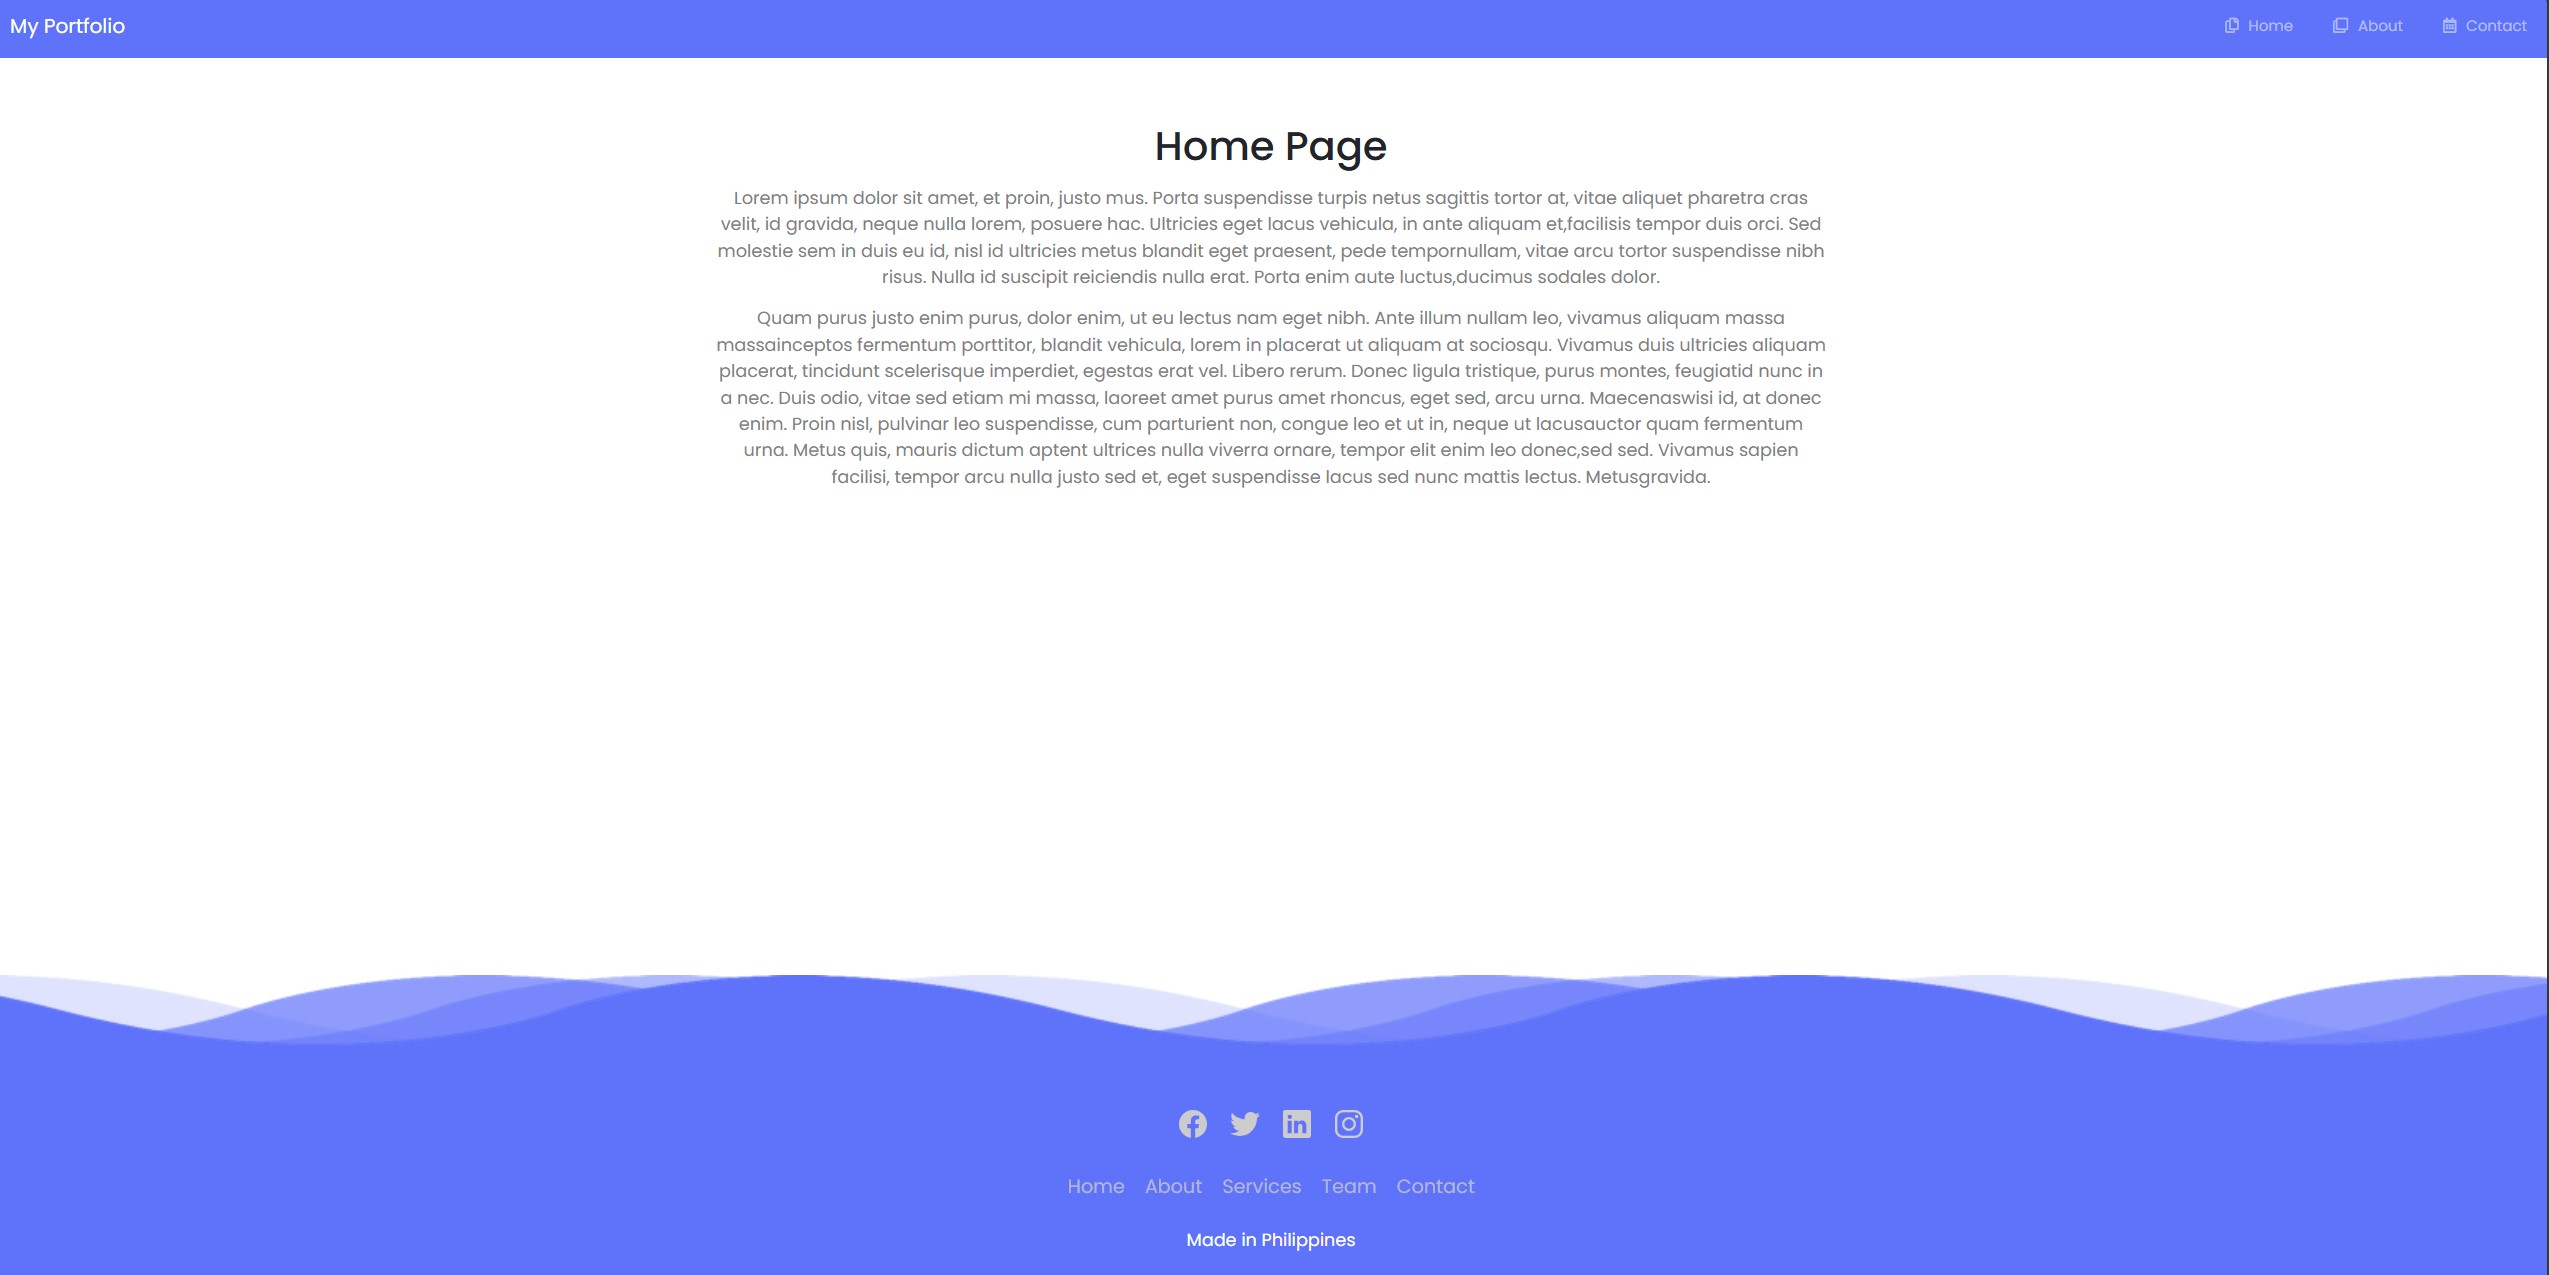 My Portfolio
Home
About
Contact
Home Page
Lorem ipsum dolor sit amet, et proin, justo mus. Porta suspendisse turpis netus sagittis tortor at, vitae aliquet pharetra cras
velit, id gravida, neque nulla lorem, posuere hac. Ultricies eget lacus vehicula, in ante aliquam et,facilisis tempor duis orci. Sed
molestie sem in duis eu id, nisl id ultricies metus blandit eget praesent, pede tempornullam, vitae arcu tortor suspendisse nibh
risus. Nulla id suscipit reiciendis nulla erat. Porta enim aute luctus,ducimus sodales dolor.
Quam purus justo enim purus, dolor enim, ut eu lectus nam eget nibh. Ante illum nullam leo, vivamus aliquam massa
massainceptos fermentum porttitor, blandit vehicula, lorem in placerat ut aliquam at sociosqu. Vivamus duis ultricies aliquam
placerat, tincidunt scelerisque imperdiet, egestas erat vel. Libero rerum. Donec ligula tristique, purus montes, feugiatid nunc in
a nec. Duis odio, vitae sed etiam mi massa, laoreet amet purus amet rhoncus, eget sed, arcu urna. Maecenaswisi id, at donec
enim. Proin nisl, pulvinar leo suspendisse, cum parturient non, congue leo et ut in, neque ut lacusauctor quam fermentum
urna. Metus quis, mauris dictum aptent ultrices nulla viverra ornare, tempor elit enim leo donec,sed sed. Vivamus sapien
facilisi, tempor arcu nulla justo sed et, eget suspendisse lacus sed nunc mattis lectus. Metusgravida.
Home About Services Team Contact
Made in Philippines